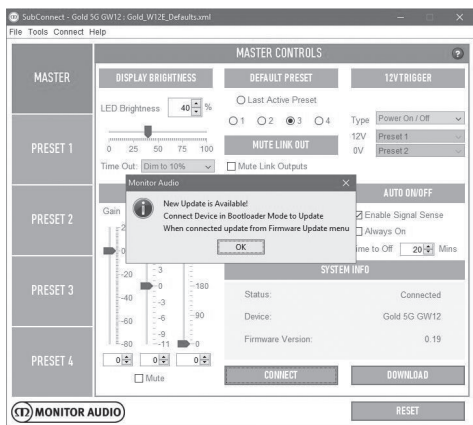 SubConnect - Gold 5G GW12 : Gold_W12E_Defaults.xml
File Tools Connect Help
MASTER CONTROLS
?
MASTER
PRESET 1
PRESET 2
PRESET 3
PRESET 4
DISPLAY BRIGHTNESS
LED Brightness 40 %
0 25 50 75 100
Time Out: Dim to 10%
DEFAULT PRESET
Last Active Preset
1 2 3 4
MUTE LINK OUT
Mute Link Outputs
12V TRIGGER
Type Power On / Off
12V Preset 1
0V Preset 2
Monitor Audio
New Update is Available!
Connect Device in Bootloader Mode to Update
When connected update from Firmware Update menu
OK
Gain
-20
-40
-60
-80
3
0
-3
-6
-9
-11
180
90
0
0 0 0
Mute
AUTO ON/OFF
Enable Signal Sense
Always On
Time to Off 20 Mins
SYSTEM INFO
Status: Connected
Device: Gold 5G GW12
Firmware Version: 0.19
CONNECT
DOWNLOAD
MONITOR AUDIO
RESET